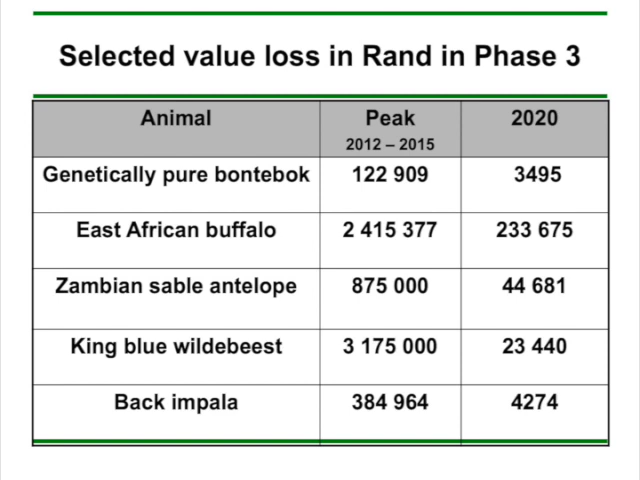 Selected value loss in Rand in Phase 3
Animal Peak 2012 – 2015 2020
Genetically pure bontebok 122 909 3495
East African buffalo 2 415 377 233 675
Zambian sable antelope 875 000 44 681
King blue wildebeest 3 175 000 23 440
Back impala 384 964 4274